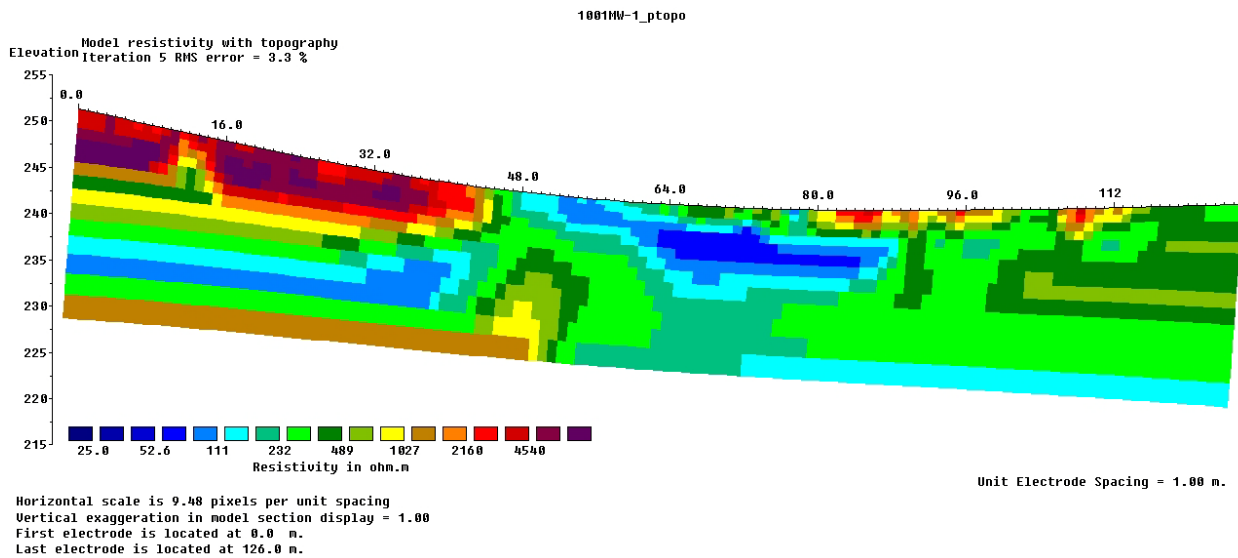 1001MW-1_ptopo
Model resistivity with topography
Elevation Iteration 5 RMS error = 3.3 %
255
0.0
250
16.0
245
32.0
48.0
64.0
80.0
96.0
112
240
235
230
225
220
215
25.0 52.6 111 232 489 1027 2160 4540
Resistivity in ohm.m
Unit Electrode Spacing = 1.00 m.
Horizontal scale is 9.48 pixels per unit spacing
Vertical exaggeration in model section display = 1.00
First electrode is located at 0.0 m.
Last electrode is located at 126.0 m.